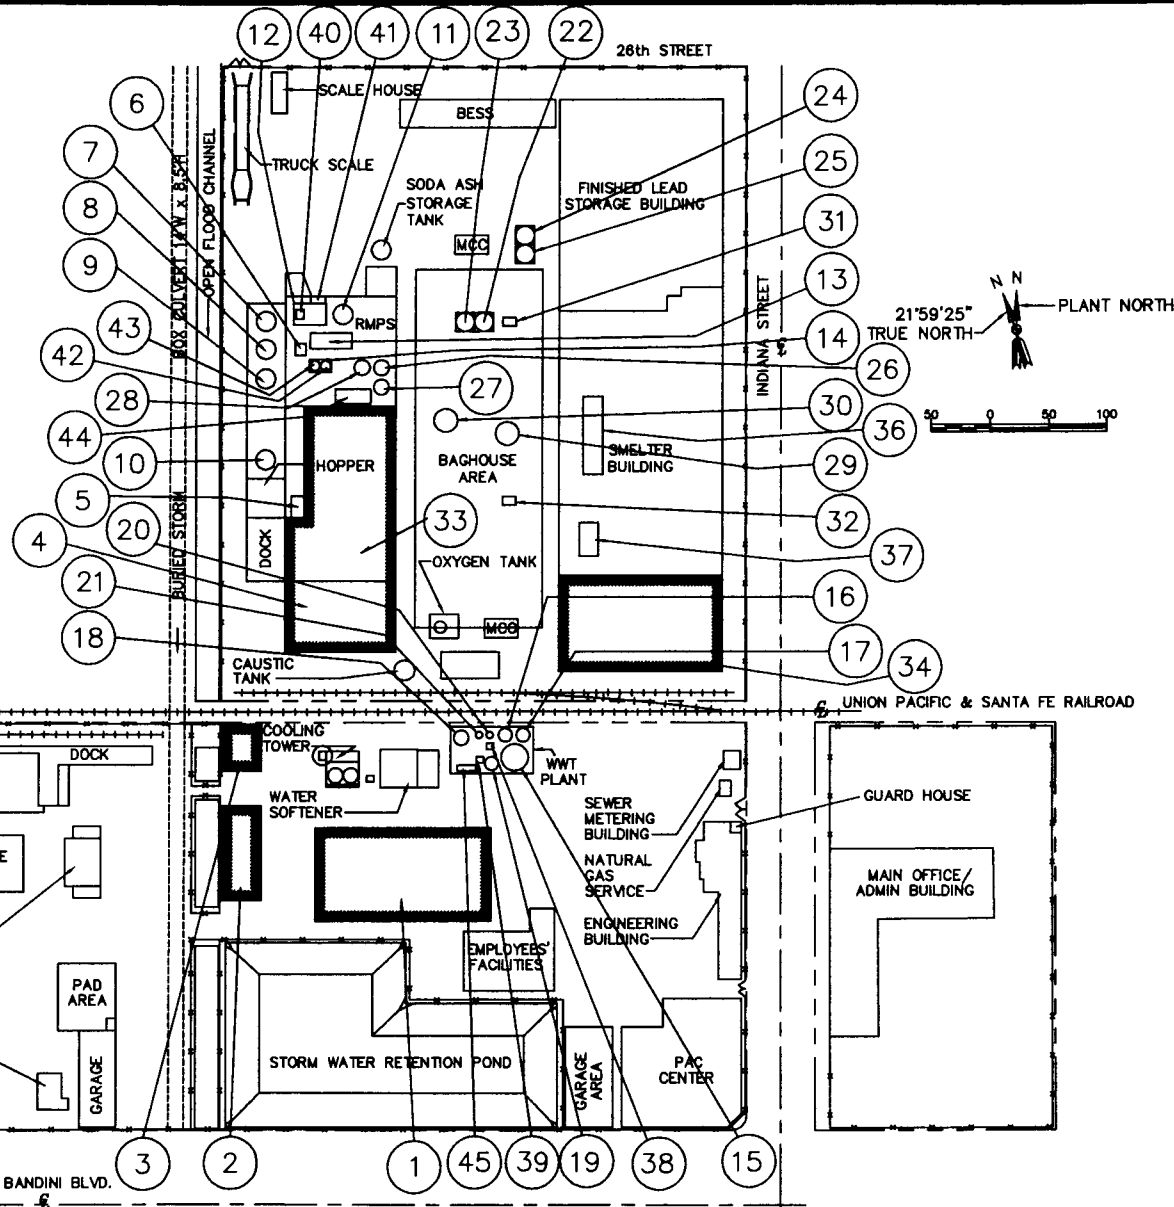 12
40
41
11
23
22
26th STREET
24
6
SCALE HOUSE
BESS
7
25
TRUCK SCALE
8
SODA ASH
STORAGE
TANK
FINISHED LEAD
STORAGE BUILDING
31
9
MCC
13
BOX CULVERT 14'W x 8.5'H
OPEN FLOOD CHANNEL
INDIANA STREET
N N
PLANT NORTH
21°59'25"
TRUE NORTH
43
RMPS
14
42
26
28
27
30
50 0 50 100
44
36
10
HOPPER
BAGHOUSE
AREA
SMELTER
BUILDING
29
5
BURIED STORM
20
33
32
4
DOCK
OXYGEN TANK
37
21
16
18
MCC
17
CAUSTIC
TANK
34
UNION PACIFIC & SANTA FE RAILROAD
DOCK
COOLING
TOWER
WWT
PLANT
WATER
SOFTENER
SEWER
METERING
BUILDING
GUARD HOUSE
E
NATURAL
GAS
SERVICE
MAIN OFFICE/
ADMIN BUILDING
ENGINEERING
BUILDING
EMPLOYEES'
FACILITIES
PAD
AREA
STORM WATER RETENTION POND
GARAGE
GARAGE
AREA
PAC
CENTER
3
2
1
45
39
19
38
15
BANDINI BLVD.